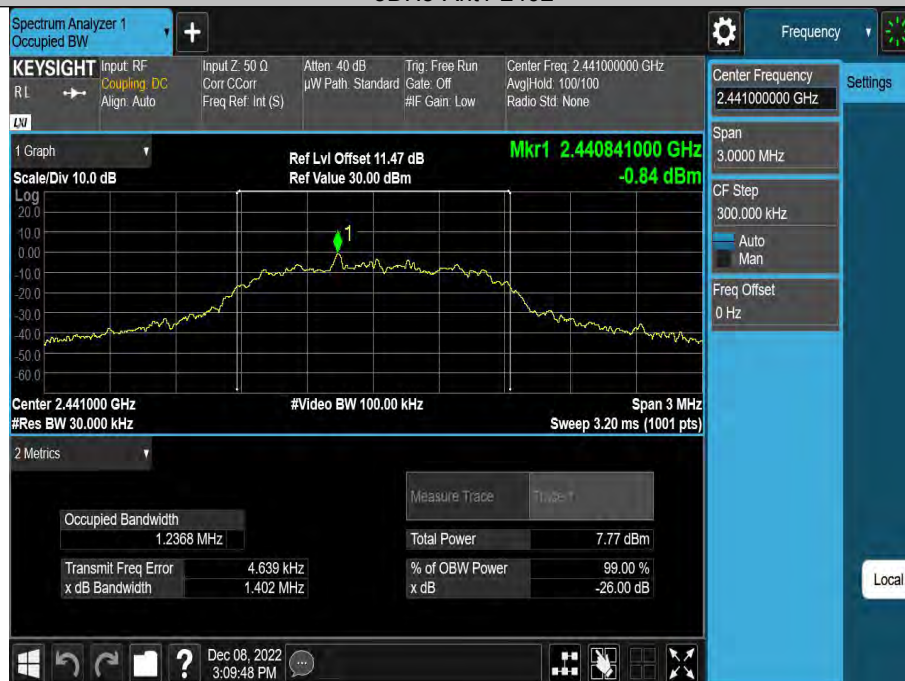 Spectrum Analyzer 1
Occupied BW
+
Frequency
KEYSIGHT
RL
LXI
Input: RF
Coupling: DC
Align: Auto
Input Z: 50 Ω
Corr CCorr
Freq Ref: Int (S)
Atten: 40 dB
µW Path: Standard
Trig: Free Run
Gate: Off
#IF Gain: Low
Center Freq: 2.441000000 GHz
Avg|Hold: 100/100
Radio Std: None
Center Frequency
2.441000000 GHz
Settings
Span
3.0000 MHz
CF Step
300.000 kHz
Auto
Man
Freq Offset
0 Hz
1 Graph
Scale/Div 10.0 dB
Ref Lvl Offset 11.47 dB
Ref Value 30.00 dBm
Mkr1 2.440841000 GHz
-0.84 dBm
Log
20.0
10.0
0.00
-10.0
-20.0
-30.0
-40.0
-50.0
-60.0
1
Center 2.441000 GHz
#Res BW 30.000 kHz
#Video BW 100.00 kHz
Span 3 MHz
Sweep 3.20 ms (1001 pts)
2 Metrics
Measure Trace
Occupied Bandwidth
1.2368 MHz
Total Power 7.77 dBm
Transmit Freq Error 4.639 kHz
% of OBW Power 99.00 %
x dB Bandwidth 1.402 MHz
x dB -26.00 dB
Local
?
Dec 08, 2022
3:09:48 PM